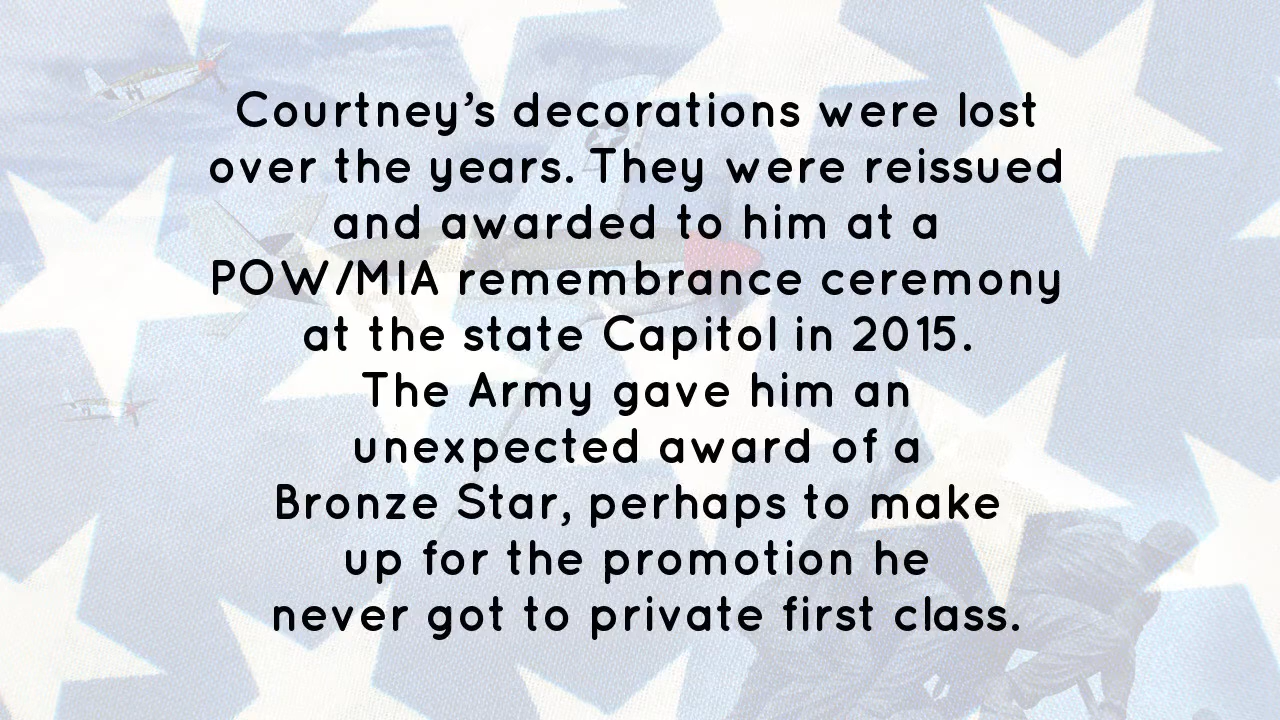 Courtney’s decorations were lost
over the years. They were reissued
and awarded to him at a
POW/MIA remembrance ceremony
at the state Capitol in 2015.
The Army gave him an
unexpected award of a
Bronze Star, perhaps to make
up for the promotion he
never got to private first class.